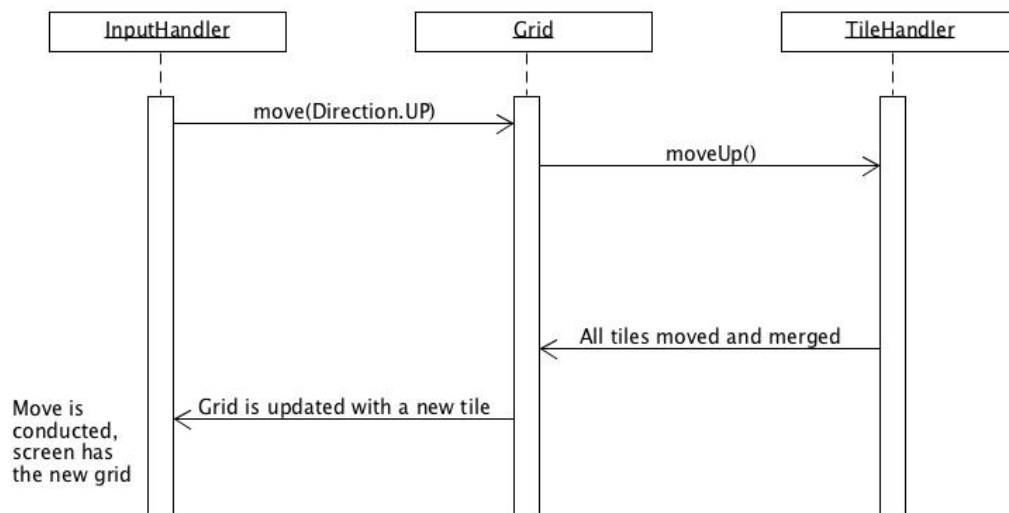 InputHandler
Grid
TileHandler
move(Direction.UP)
moveUp()
All tiles moved and merged
Grid is updated with a new tile
Move is
conducted,
screen has
the new grid